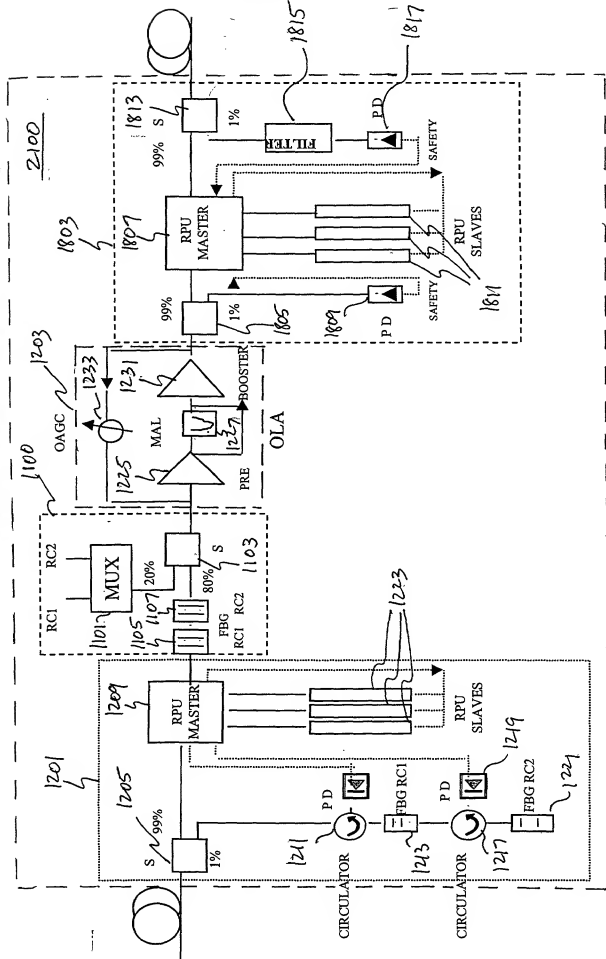 1201
1205
S
99%
1%
1209
RPU
MASTER
1223
RPU
SLAVES
1211
CIRCULATOR
P D
FBG RC1
1213
P D
1219
CIRCULATOR
1217
FBG RC2
1221
1100
RC1
RC2
MUX
1101
20%
80%
S
1103
1105
1107
FBG
RC1 RC2
1203
OAGC
1233
1225
PRE
MAL
1227
1231
BOOSTER
OLA
2100
1803
99%
1%
1805
1807
RPU
MASTER
1809
P D
SAFETY
RPU
SLAVES
1811
99%
S
1813
1%
FILTER
1815
P D
1817
SAFETY